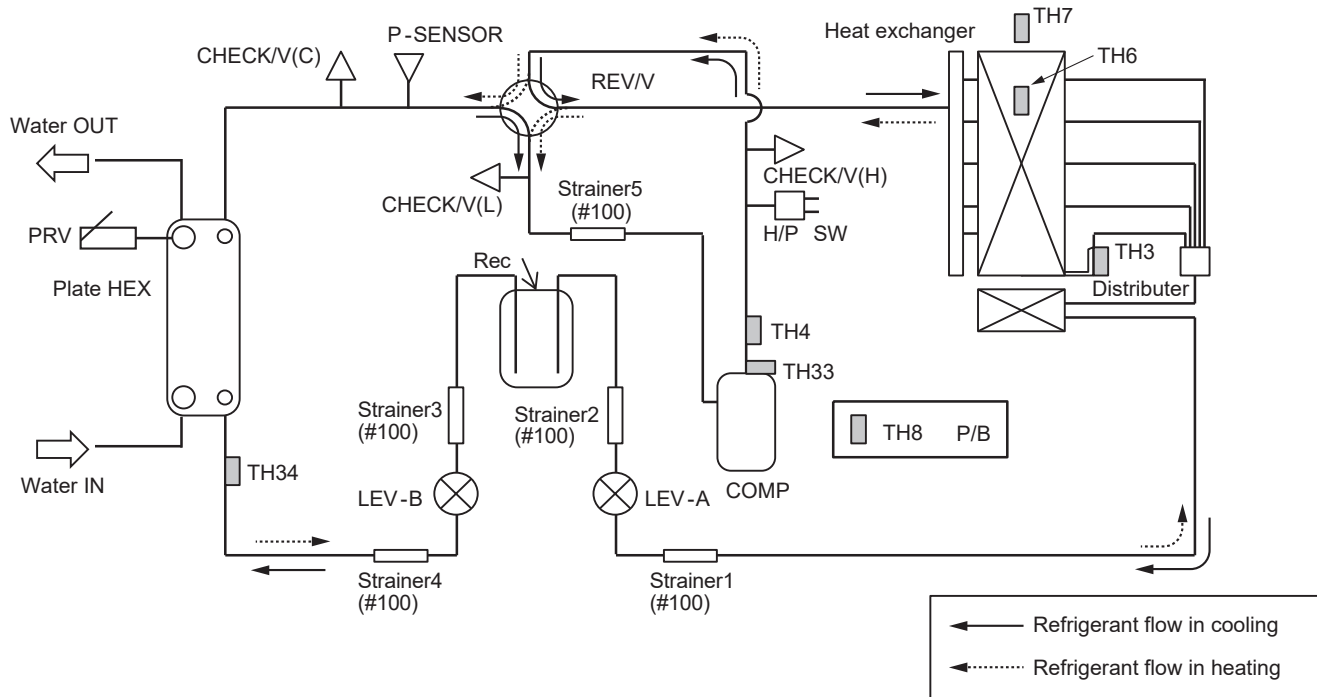 TH7
P-SENSOR
Heat exchanger
CHECK/V(C)
TH6
REV/V
Water OUT
CHECK/V(H)
CHECK/V(L)
Strainer5
(#100)
PRV
H/P SW
TH3
Rec
Plate HEX
Distributer
TH4
TH33
Strainer3
(#100)
Strainer2
(#100)
TH8 P/B
TH34
Water IN
LEV-B
LEV-A
COMP
Strainer4
(#100)
Strainer1
(#100)
Refrigerant flow in cooling
Refrigerant flow in heating